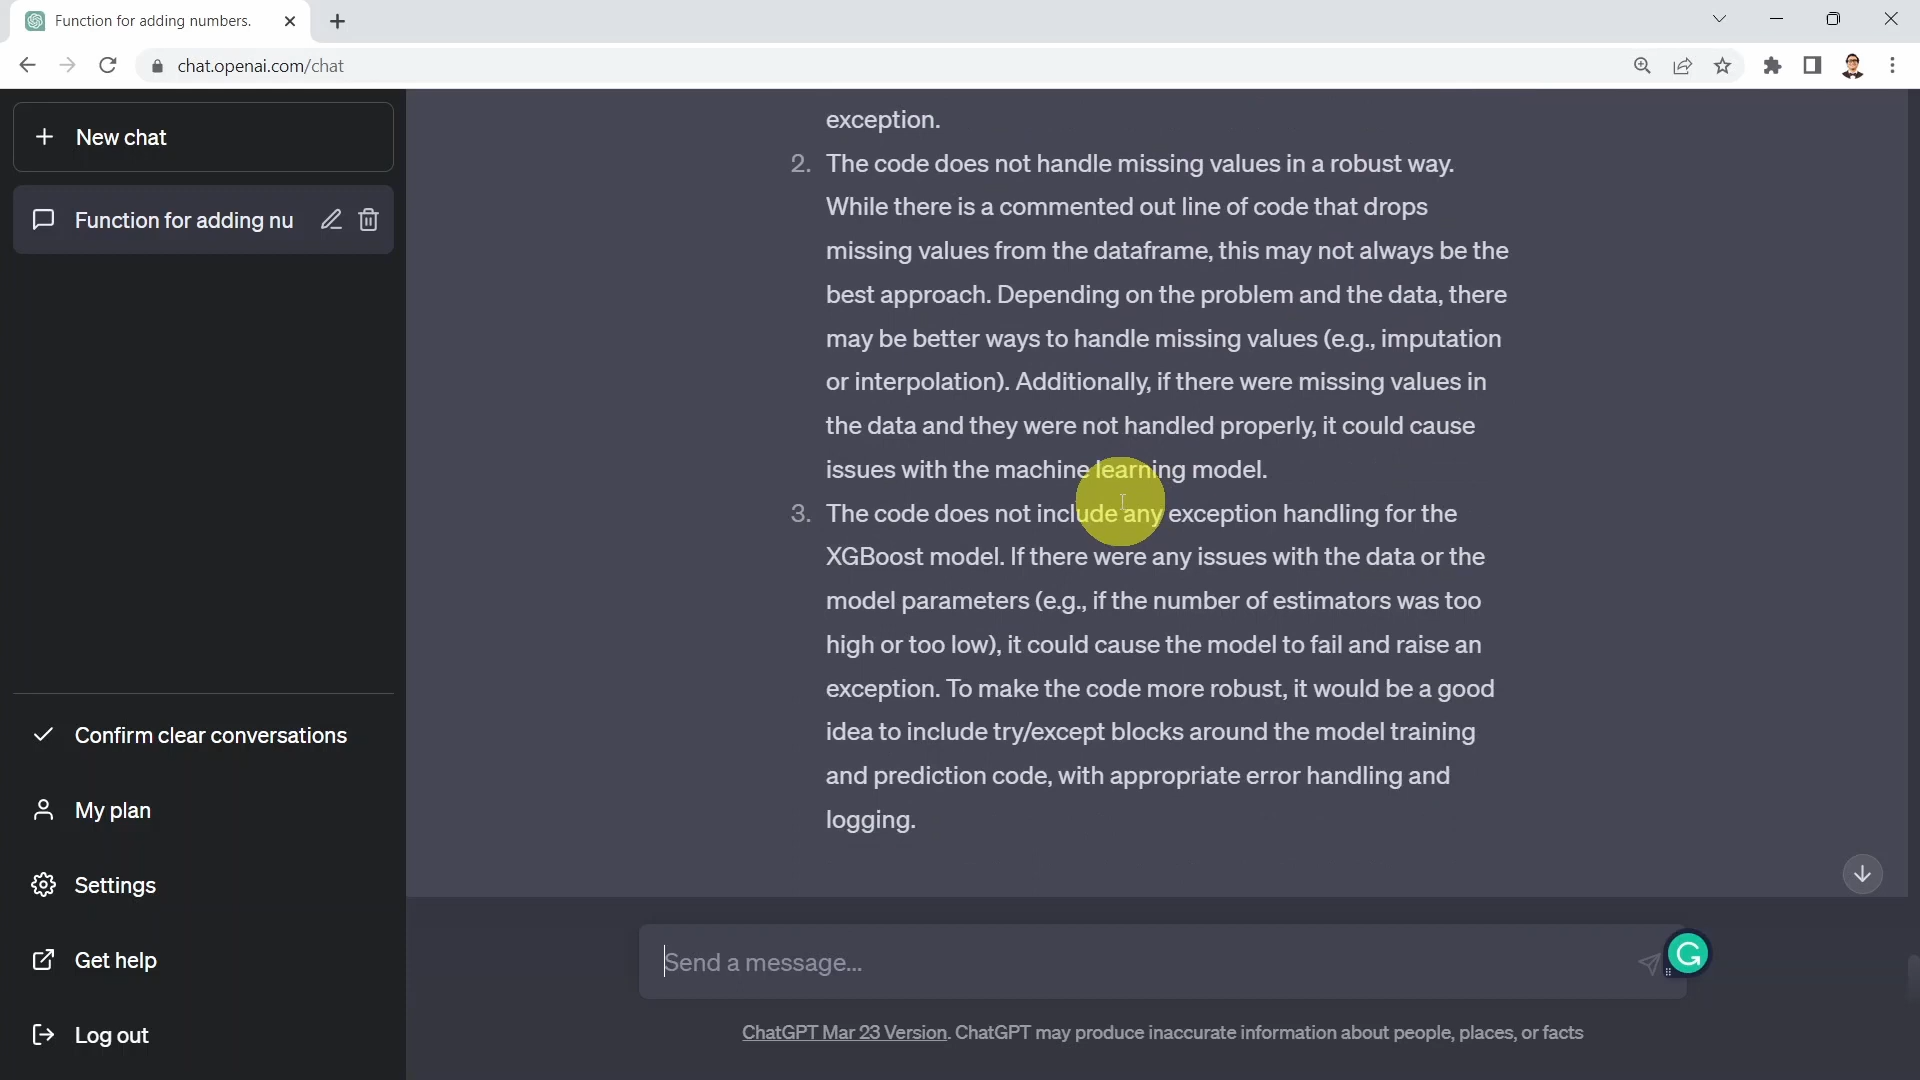 Function for adding numbers.
chat.openai.com/chat
New chat
Function for adding nu
Confirm clear conversations
My plan
Settings
Get help
Log out
exception.
2. The code does not handle missing values in a robust way.
While there is a commented out line of code that drops
missing values from the dataframe, this may not always be the
best approach. Depending on the problem and the data, there
may be better ways to handle missing values (e.g., imputation
or interpolation). Additionally, if there were missing values in
the data and they were not handled properly, it could cause
issues with the machine learning model.
3. The code does not include any exception handling for the
XGBoost model. If there were any issues with the data or the
model parameters (e.g., if the number of estimators was too
high or too low), it could cause the model to fail and raise an
exception. To make the code more robust, it would be a good
idea to include try/except blocks around the model training
and prediction code, with appropriate error handling and
logging.
Send a message...
ChatGPT Mar 23 Version. ChatGPT may produce inaccurate information about people, places, or facts